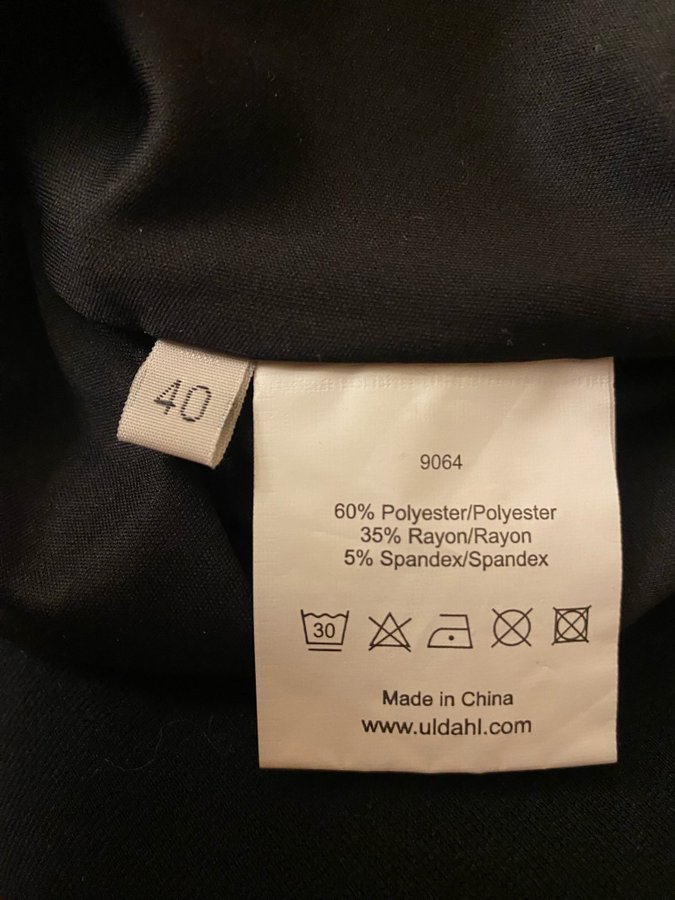 40
9064
60% Polyester/Polyester
35% Rayon/Rayon
5% Spandex/Spandex
30
Made in China
www.uldahl.com